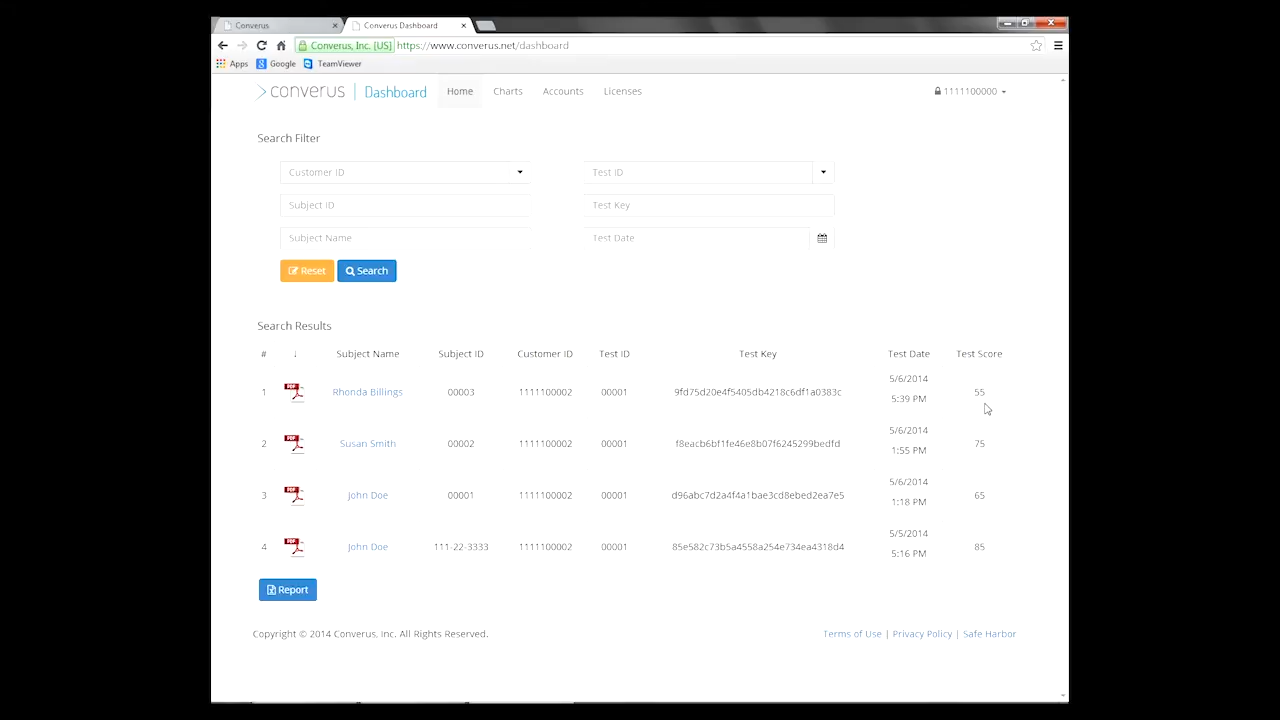 Converus
Converus Dashboard
Converus, Inc. [US] https://www.converus.net/dashboard
Apps Google TeamViewer
converus | Dashboard Home Charts Accounts Licenses 1111100000
Search Filter
Customer ID Test ID
Subject ID Test Key
Subject Name Test Date
Reset Search
Search Results
# ↓ Subject Name Subject ID Customer ID Test ID Test Key Test Date Test Score
1 PDF Rhonda Billings 00003 1111100002 00001 9fd75d20e4f5405db4218c6df1a0383c 5/6/2014 5:39 PM 55
2 PDF Susan Smith 00002 1111100002 00001 f8eacb6bf1fe46e8b07f6245299bedfd 5/6/2014 1:55 PM 75
3 PDF John Doe 00001 1111100002 00001 d96abc7d2a4f4a1bae3cd8ebed2ea7e5 5/6/2014 1:18 PM 65
4 PDF John Doe 111-22-3333 1111100002 00001 85e582c73b5a4558a254e734ea4318d4 5/5/2014 5:16 PM 85
Report
Copyright © 2014 Converus, Inc. All Rights Reserved. Terms of Use | Privacy Policy | Safe Harbor